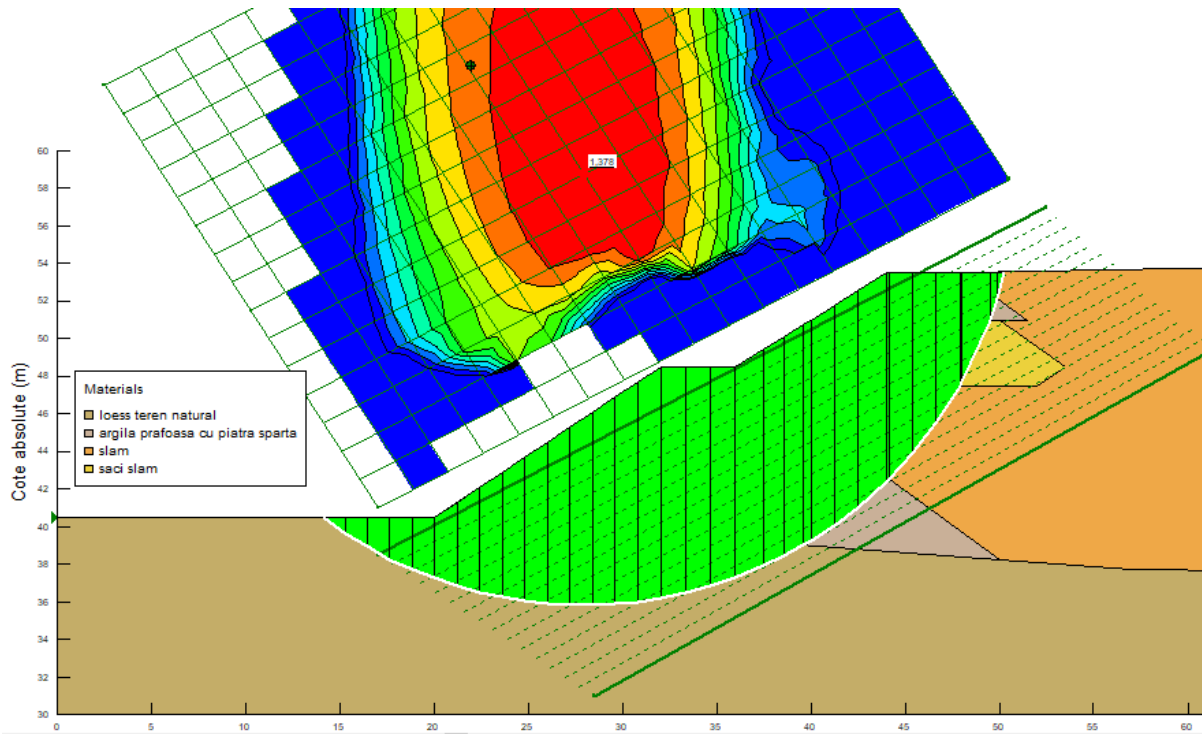 1,378
60
58
56
54
52
50
48
46
44
42
40
38
36
34
32
30
Cote absolute (m)
Materials
loess teren natural
argila prafoasa cu piatra sparta
slam
saci slam
0 5 10 15 20 25 30 35 40 45 50 55 60